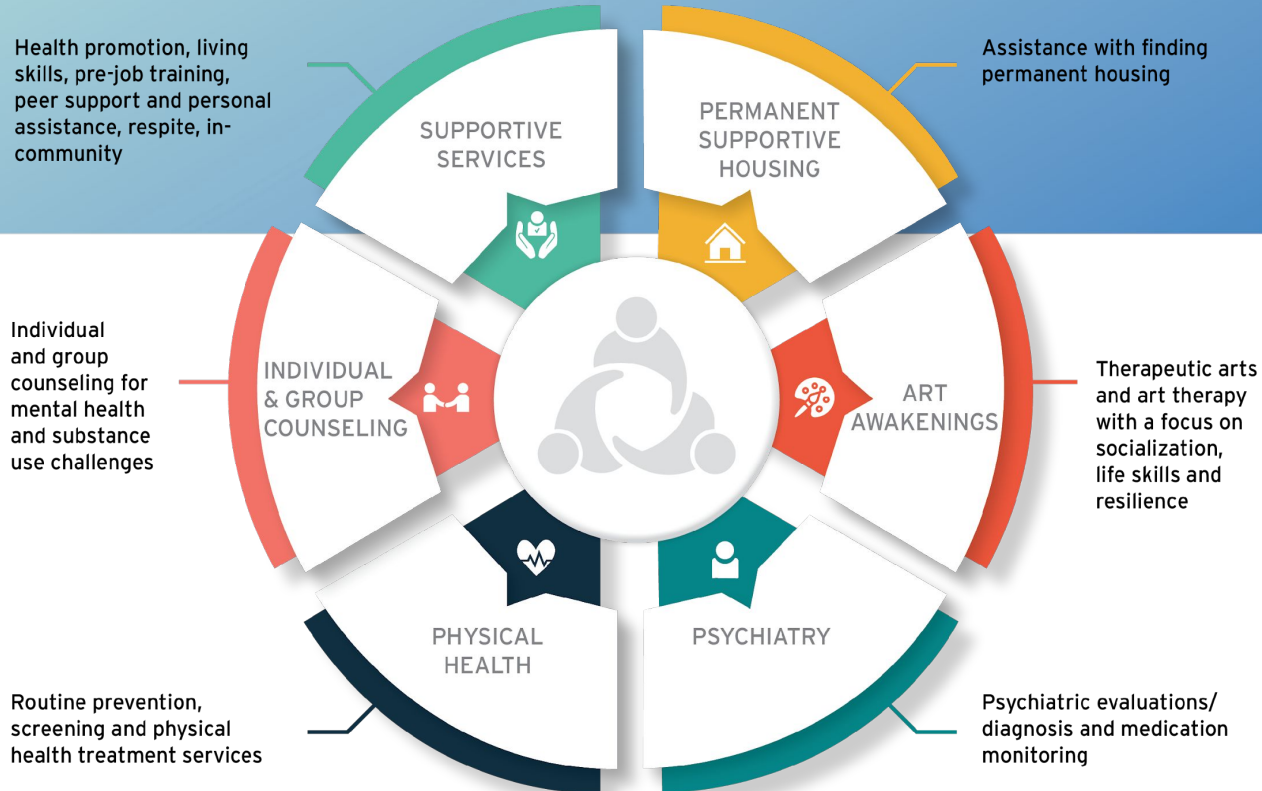 Health promotion, living
skills, pre-job training,
peer support and personal
assistance, respite, in-
community
SUPPORTIVE
SERVICES
PERMANENT
SUPPORTIVE
HOUSING
Assistance with finding
permanent housing
Individual
and group
counseling for
mental health
and substance
use challenges
INDIVIDUAL
& GROUP
COUNSELING
ART
AWAKENINGS
Therapeutic arts
and art therapy
with a focus on
socialization,
life skills and
resilience
Routine prevention,
screening and physical
health treatment services
PHYSICAL
HEALTH
PSYCHIATRY
Psychiatric evaluations/
diagnosis and medication
monitoring